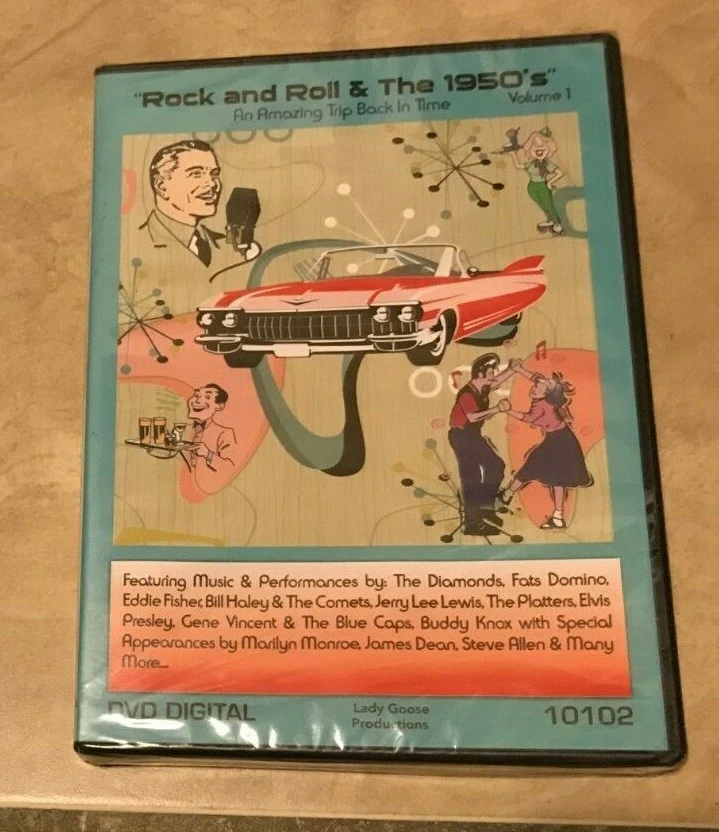 "Rock and Roll & The 1950's"
An Amazing Trip Back In Time
Volume 1
Featuring Music & Performances by: The Diamonds, Fats Domino,
Eddie Fisher, Bill Haley & The Comets, Jerry Lee Lewis, The Platters, Elvis
Presley, Gene Vincent & The Blue Caps, Buddy Knox with Special
Appearances by Marilyn Monroe, James Dean, Steve Allen & Many
More...
DVD DIGITAL
Lady Goose
Productions
10102